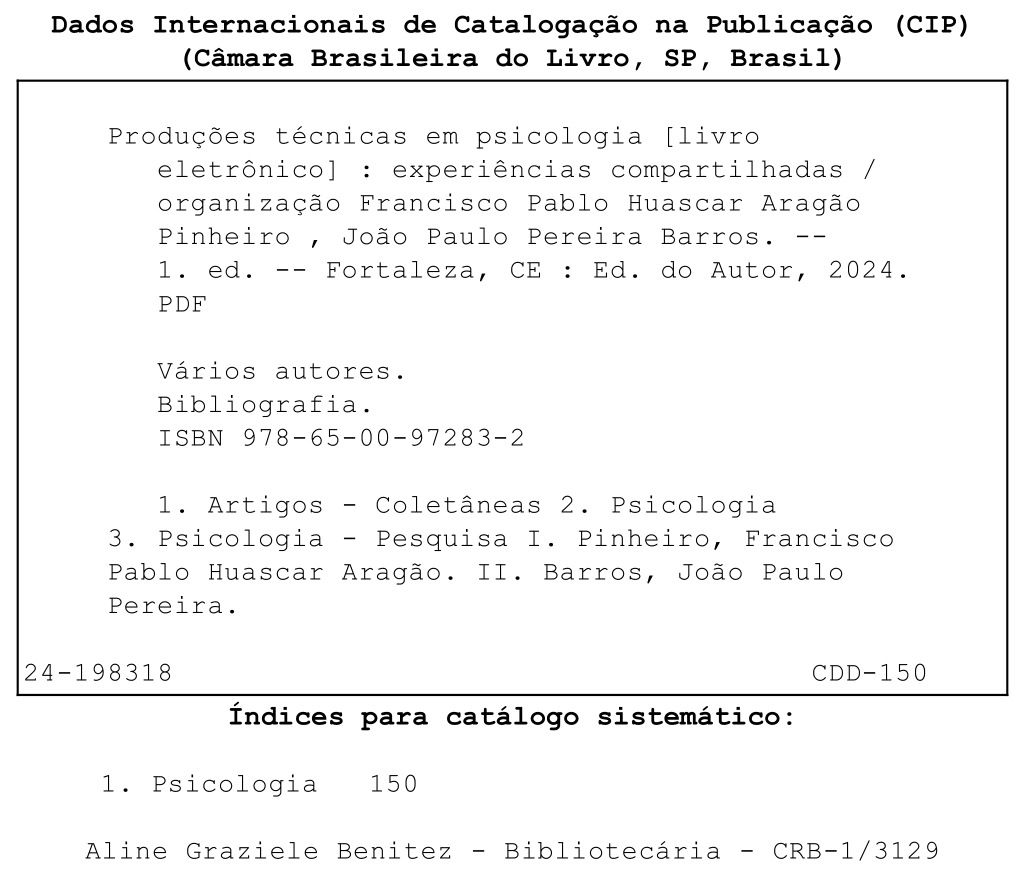 Dados Internacionais de Catalogação na Publicação (CIP)
(Câmara Brasileira do Livro, SP, Brasil)
Produções técnicas em psicologia [livro
eletrônico] : experiências compartilhadas /
organização Francisco Pablo Huascar Aragão
Pinheiro , João Paulo Pereira Barros. --
1. ed. -- Fortaleza, CE : Ed. do Autor, 2024.
PDF
Vários autores.
Bibliografia.
ISBN 978-65-00-97283-2
1. Artigos - Coletâneas 2. Psicologia
3. Psicologia - Pesquisa I. Pinheiro, Francisco
Pablo Huascar Aragão. II. Barros, João Paulo
Pereira.
24-198318 CDD-150
Índices para catálogo sistemático:
1. Psicologia 150
Aline Graziele Benitez - Bibliotecária - CRB-1/3129